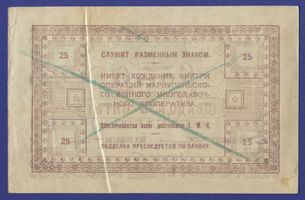 25 СЛУЖИТ РАЗМЕННЫМ ЗНАКОМ. 25
ИМЕЕТ ХОЖДЕНИЕ ВНУТРИ
ОПЕРАЦИЙ МАРИУПОЛЬСКО-
ГО ЕДИНОГО МНОГОЛАВОЧ-
НОГО КООПЕРАТИВА.
25 Обеспечивается всем достоянием Е. М. К. 25
ПОДДЕЛКА ПРЕСЛЕДУЕТСЯ ПО ЗАКОНУ.